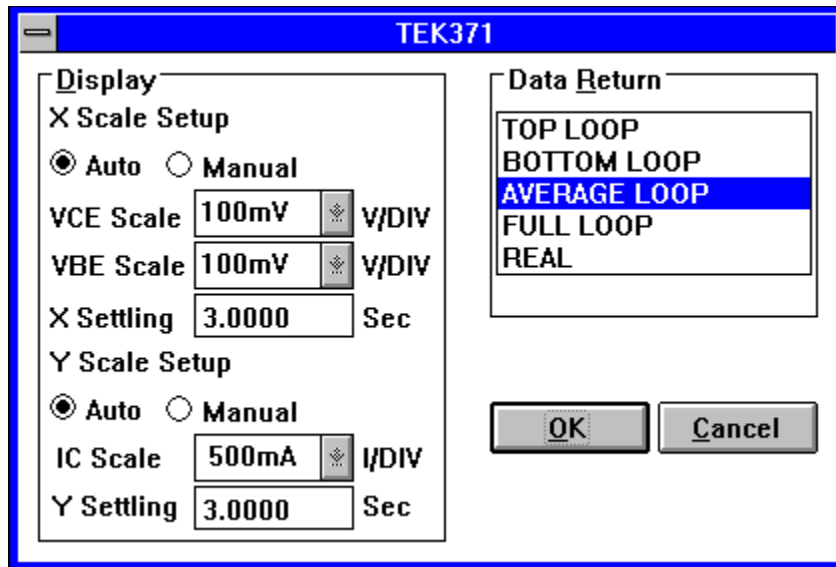 TEK371
Display
X Scale Setup
Auto Manual
VCE Scale 100mV V/DIV
VBE Scale 100mV V/DIV
X Settling 3.0000 Sec
Y Scale Setup
Auto Manual
IC Scale 500mA I/DIV
Y Settling 3.0000 Sec
Data Return
TOP LOOP
BOTTOM LOOP
AVERAGE LOOP
FULL LOOP
REAL
OK Cancel